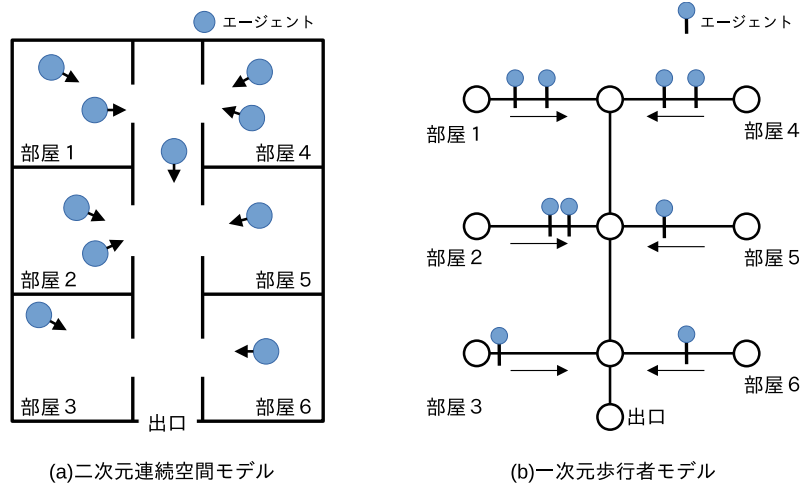 エージェント
部屋1
部屋4
部屋2
部屋5
部屋3
部屋6
出口
(a)二次元連続空間モデル
エージェント
部屋1
部屋4
部屋2
部屋5
部屋3
部屋6
出口
(b)一次元歩行者モデル